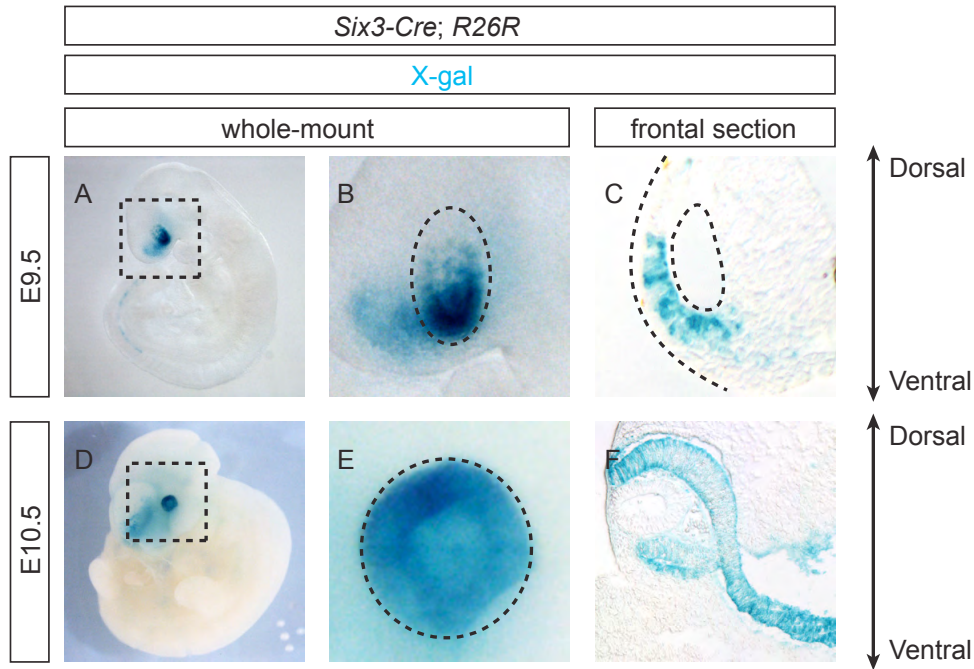 Six3-Cre; R26R
X-gal
whole-mount
frontal section
E9.5
A
B
C
Dorsal
Ventral
E10.5
D
E
F
Dorsal
Ventral